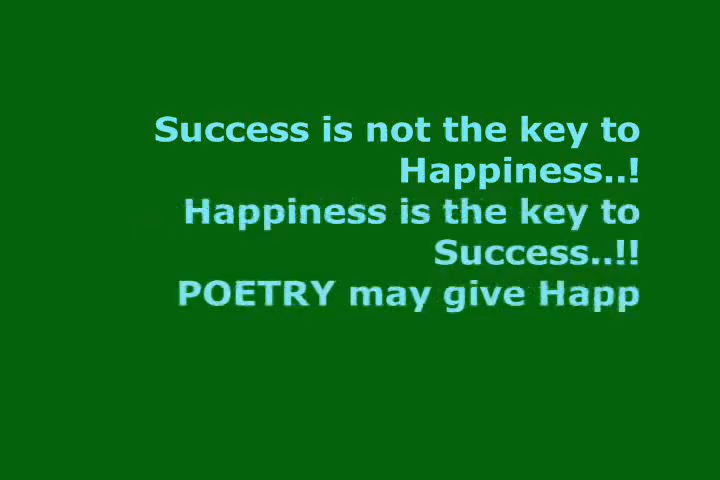 Success is not the key to
Happiness..!
Happiness is the key to
Success..!!
POETRY may give Happ